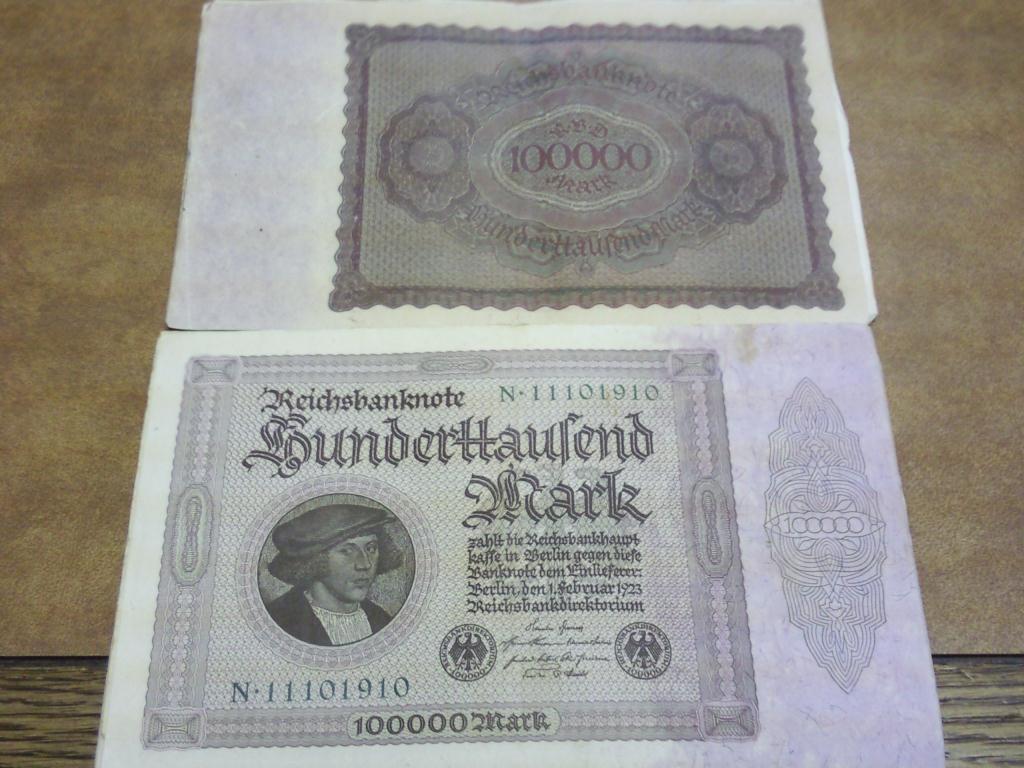 Reichsbanknote
R.B.D
100000
Mark
Hunderttausend Mark
Reichsbanknote N·11101910
Hunderttausend
Mark
zahlt die Reichsbankhaupt
kasse in Berlin gegen diese
Banknote dem Einlieferer:
Berlin, den 1. Februar 1923
Reichsbankdirektorium
N·11101910
100000 Mark